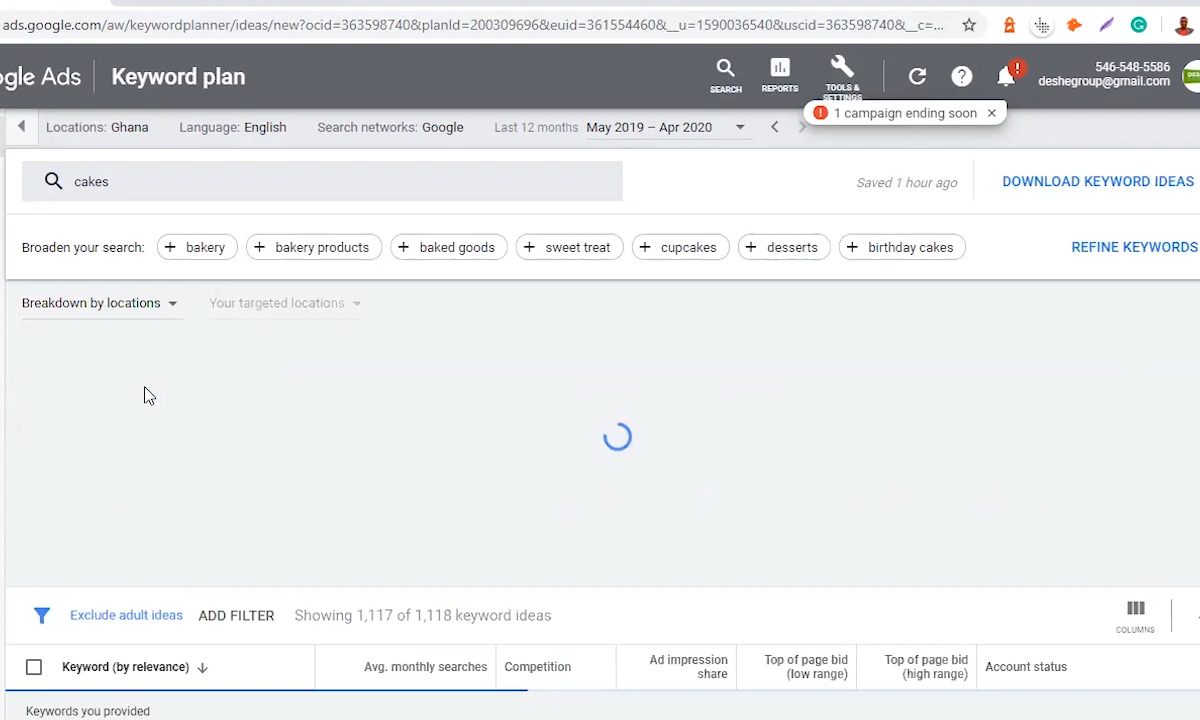 ads.google.com/aw/keywordplanner/ideas/new?ocid=363598740&planId=200309696&euid=361554460&__u=1590036540&uscid=363598740&__c=...
gle Ads
Keyword plan
SEARCH
REPORTS
TOOLS &
SETTINGS
546-548-5586
deshegroup@gmail.com
1 campaign ending soon
Locations: Ghana
Language: English
Search networks: Google
Last 12 months May 2019 – Apr 2020
cakes
Saved 1 hour ago
DOWNLOAD KEYWORD IDEAS
Broaden your search:
+ bakery
+ bakery products
+ baked goods
+ sweet treat
+ cupcakes
+ desserts
+ birthday cakes
REFINE KEYWORDS
Breakdown by locations
Your targeted locations
Exclude adult ideas
ADD FILTER
Showing 1,117 of 1,118 keyword ideas
COLUMNS
Keyword (by relevance)
Avg. monthly searches
Competition
Ad impression
share
Top of page bid
(low range)
Top of page bid
(high range)
Account status
Keywords you provided